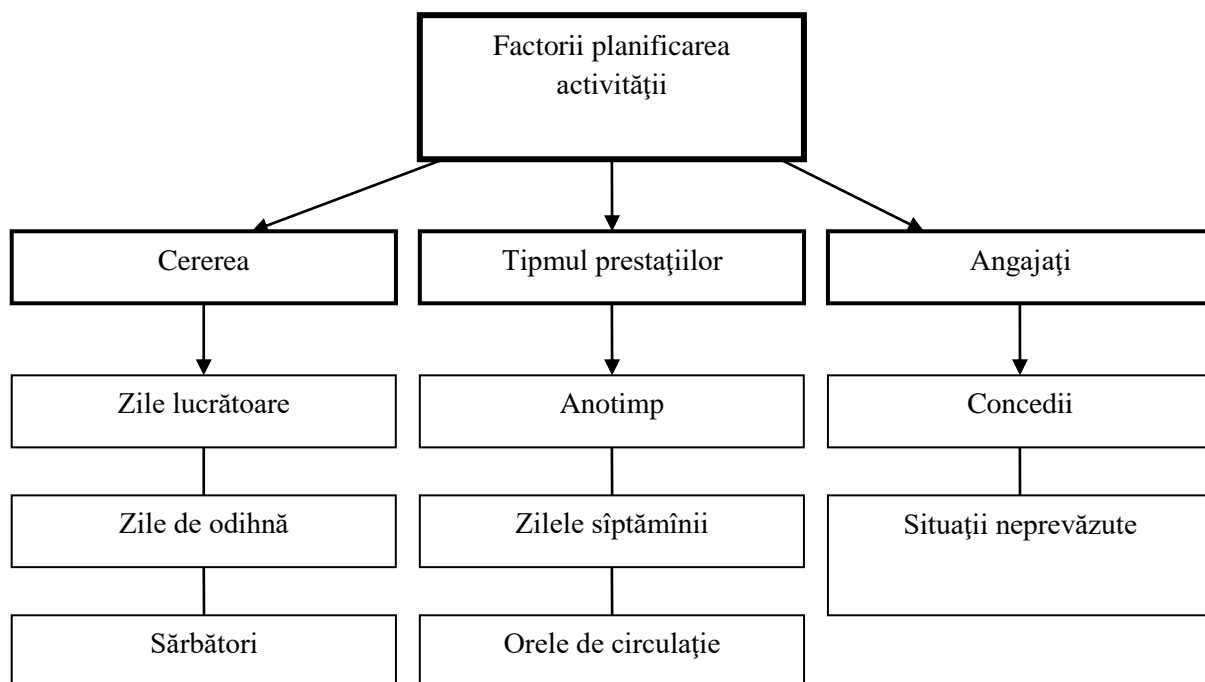 Factorii planificarea
activităţii
Cererea
Tipmul prestaţiilor
Angajaţi
Zile lucrătoare
Anotimp
Concedii
Zile de odihnă
Zilele sîptămînii
Situaţii neprevăzute
Sărbători
Orele de circulaţie